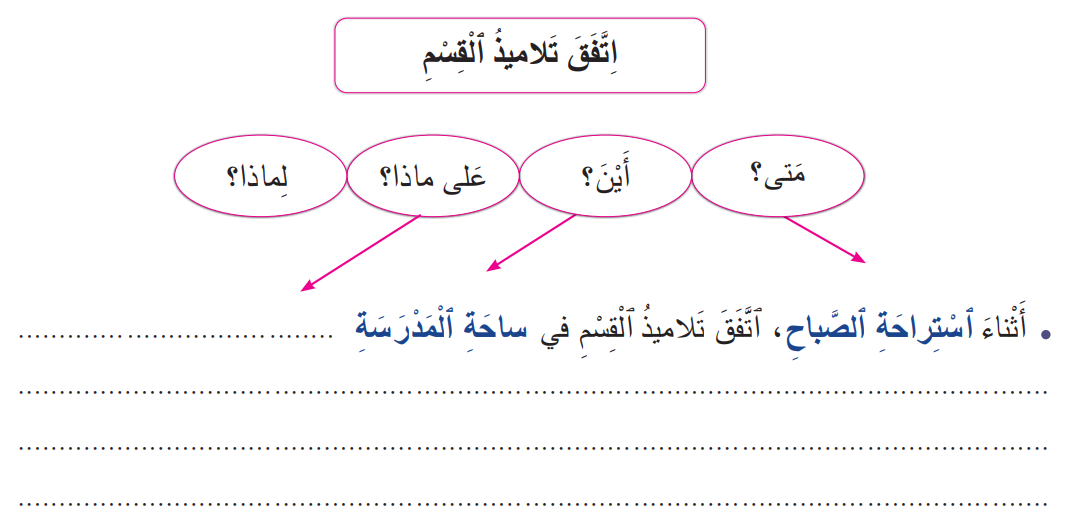 اِتَّفَقَ تَلاميذُ ٱلْقِسْمِ
مَتى؟ أَيْنَ؟ عَلى ماذا؟ لِماذا؟
• أَثْناءَ ٱسْتِراحَةِ ٱلصَّباحِ، ٱتَّفَقَ تَلاميذُ ٱلْقِسْمِ في ساحَةِ ٱلْمَدْرَسَةِ ......................................
..........................................................................................................................
..........................................................................................................................
..........................................................................................................................